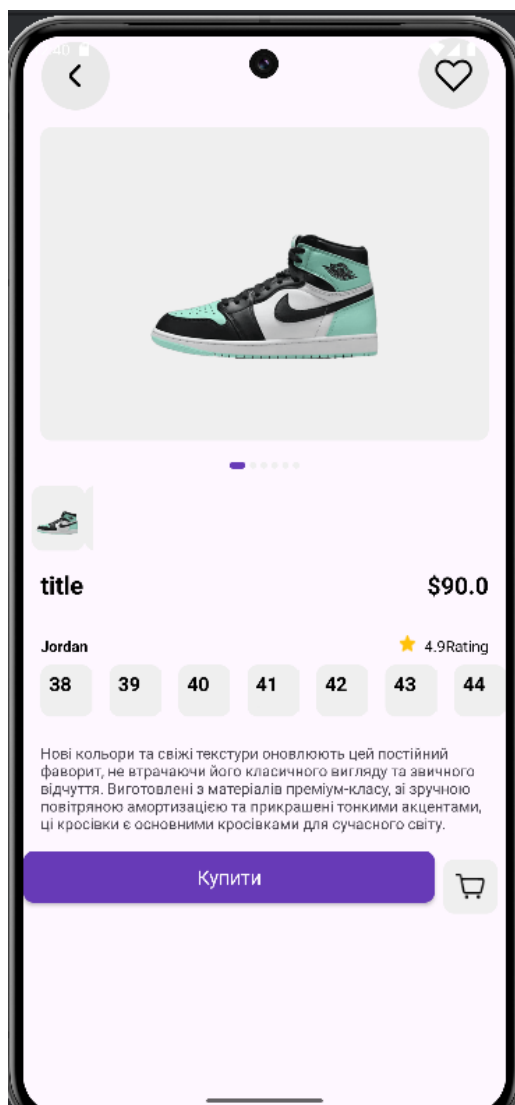 title
$90.0
Jordan
4.9Rating
38 39 40 41 42 43 44
Нові кольори та свіжі текстури оновлюють цей постійний
фаворит, не втрачаючи його класичного вигляду та звичного
відчуття. Виготовлені з матеріалів преміум-класу, зі зручною
повітряною амортизацією та прикрашені тонкими акцентами,
ці кросівки є основними кросівками для сучасного світу.
Купити